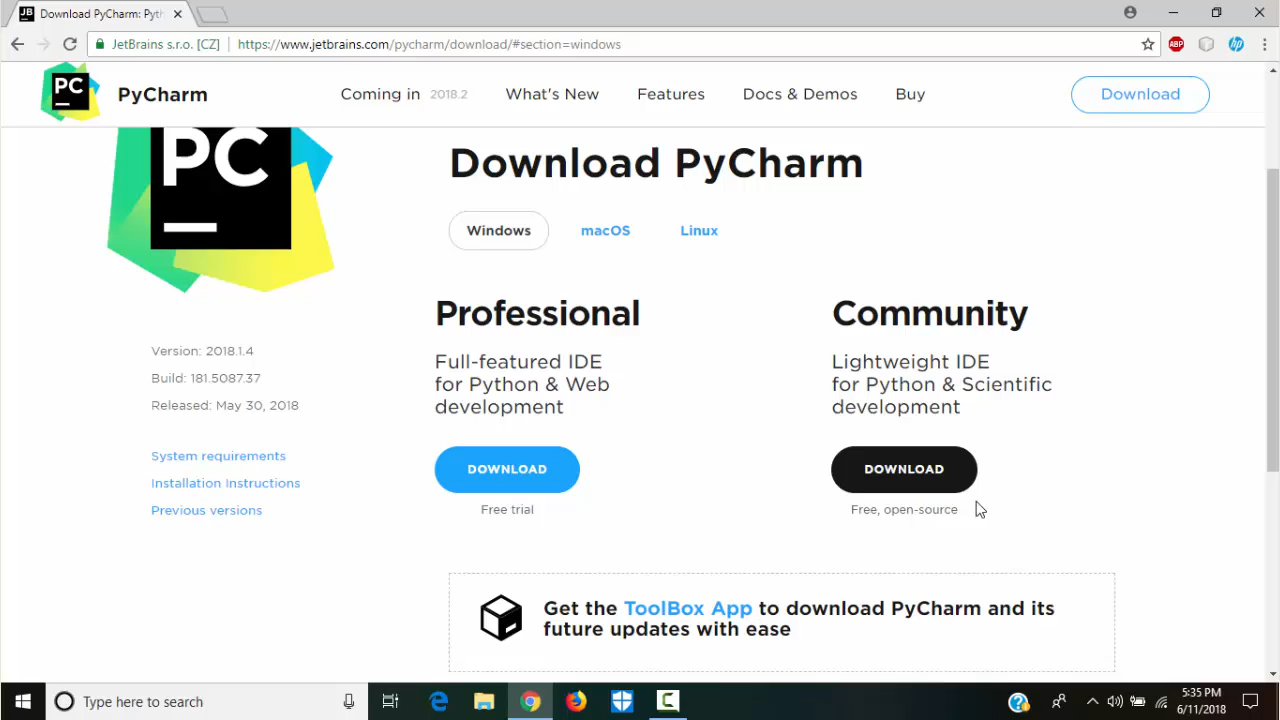 JB
Download PyCharm: Pyth
JetBrains s.r.o. [CZ]
https://www.jetbrains.com/pycharm/download/#section=windows
ABP
hp
PC
PyCharm
Coming in 2018.2
What's New
Features
Docs & Demos
Buy
Download
PC
Download PyCharm
Windows
macOS
Linux
Version: 2018.1.4
Build: 181.5087.37
Released: May 30, 2018
System requirements
Installation Instructions
Previous versions
Professional
Full-featured IDE
for Python & Web
development
DOWNLOAD
Free trial
Community
Lightweight IDE
for Python & Scientific
development
DOWNLOAD
Free, open-source
Get the ToolBox App to download PyCharm and its
future updates with ease
Type here to search
5:35 PM
6/11/2018